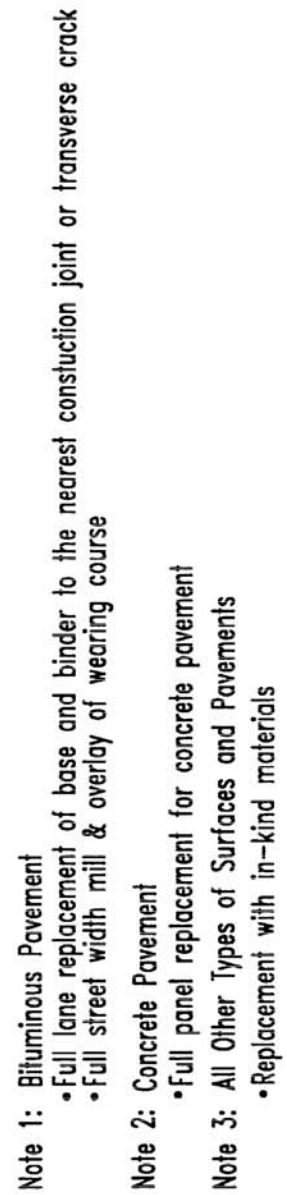 Note 1: Bituminous Pavement
•Full lane replacement of base and binder to the nearest constuction joint or transverse crack
•Full street width mill & overlay of wearing course
Note 2: Concrete Pavement
•Full panel replacement for concrete pavement
Note 3: All Other Types of Surfaces and Pavements
•Replacement with in-kind materials